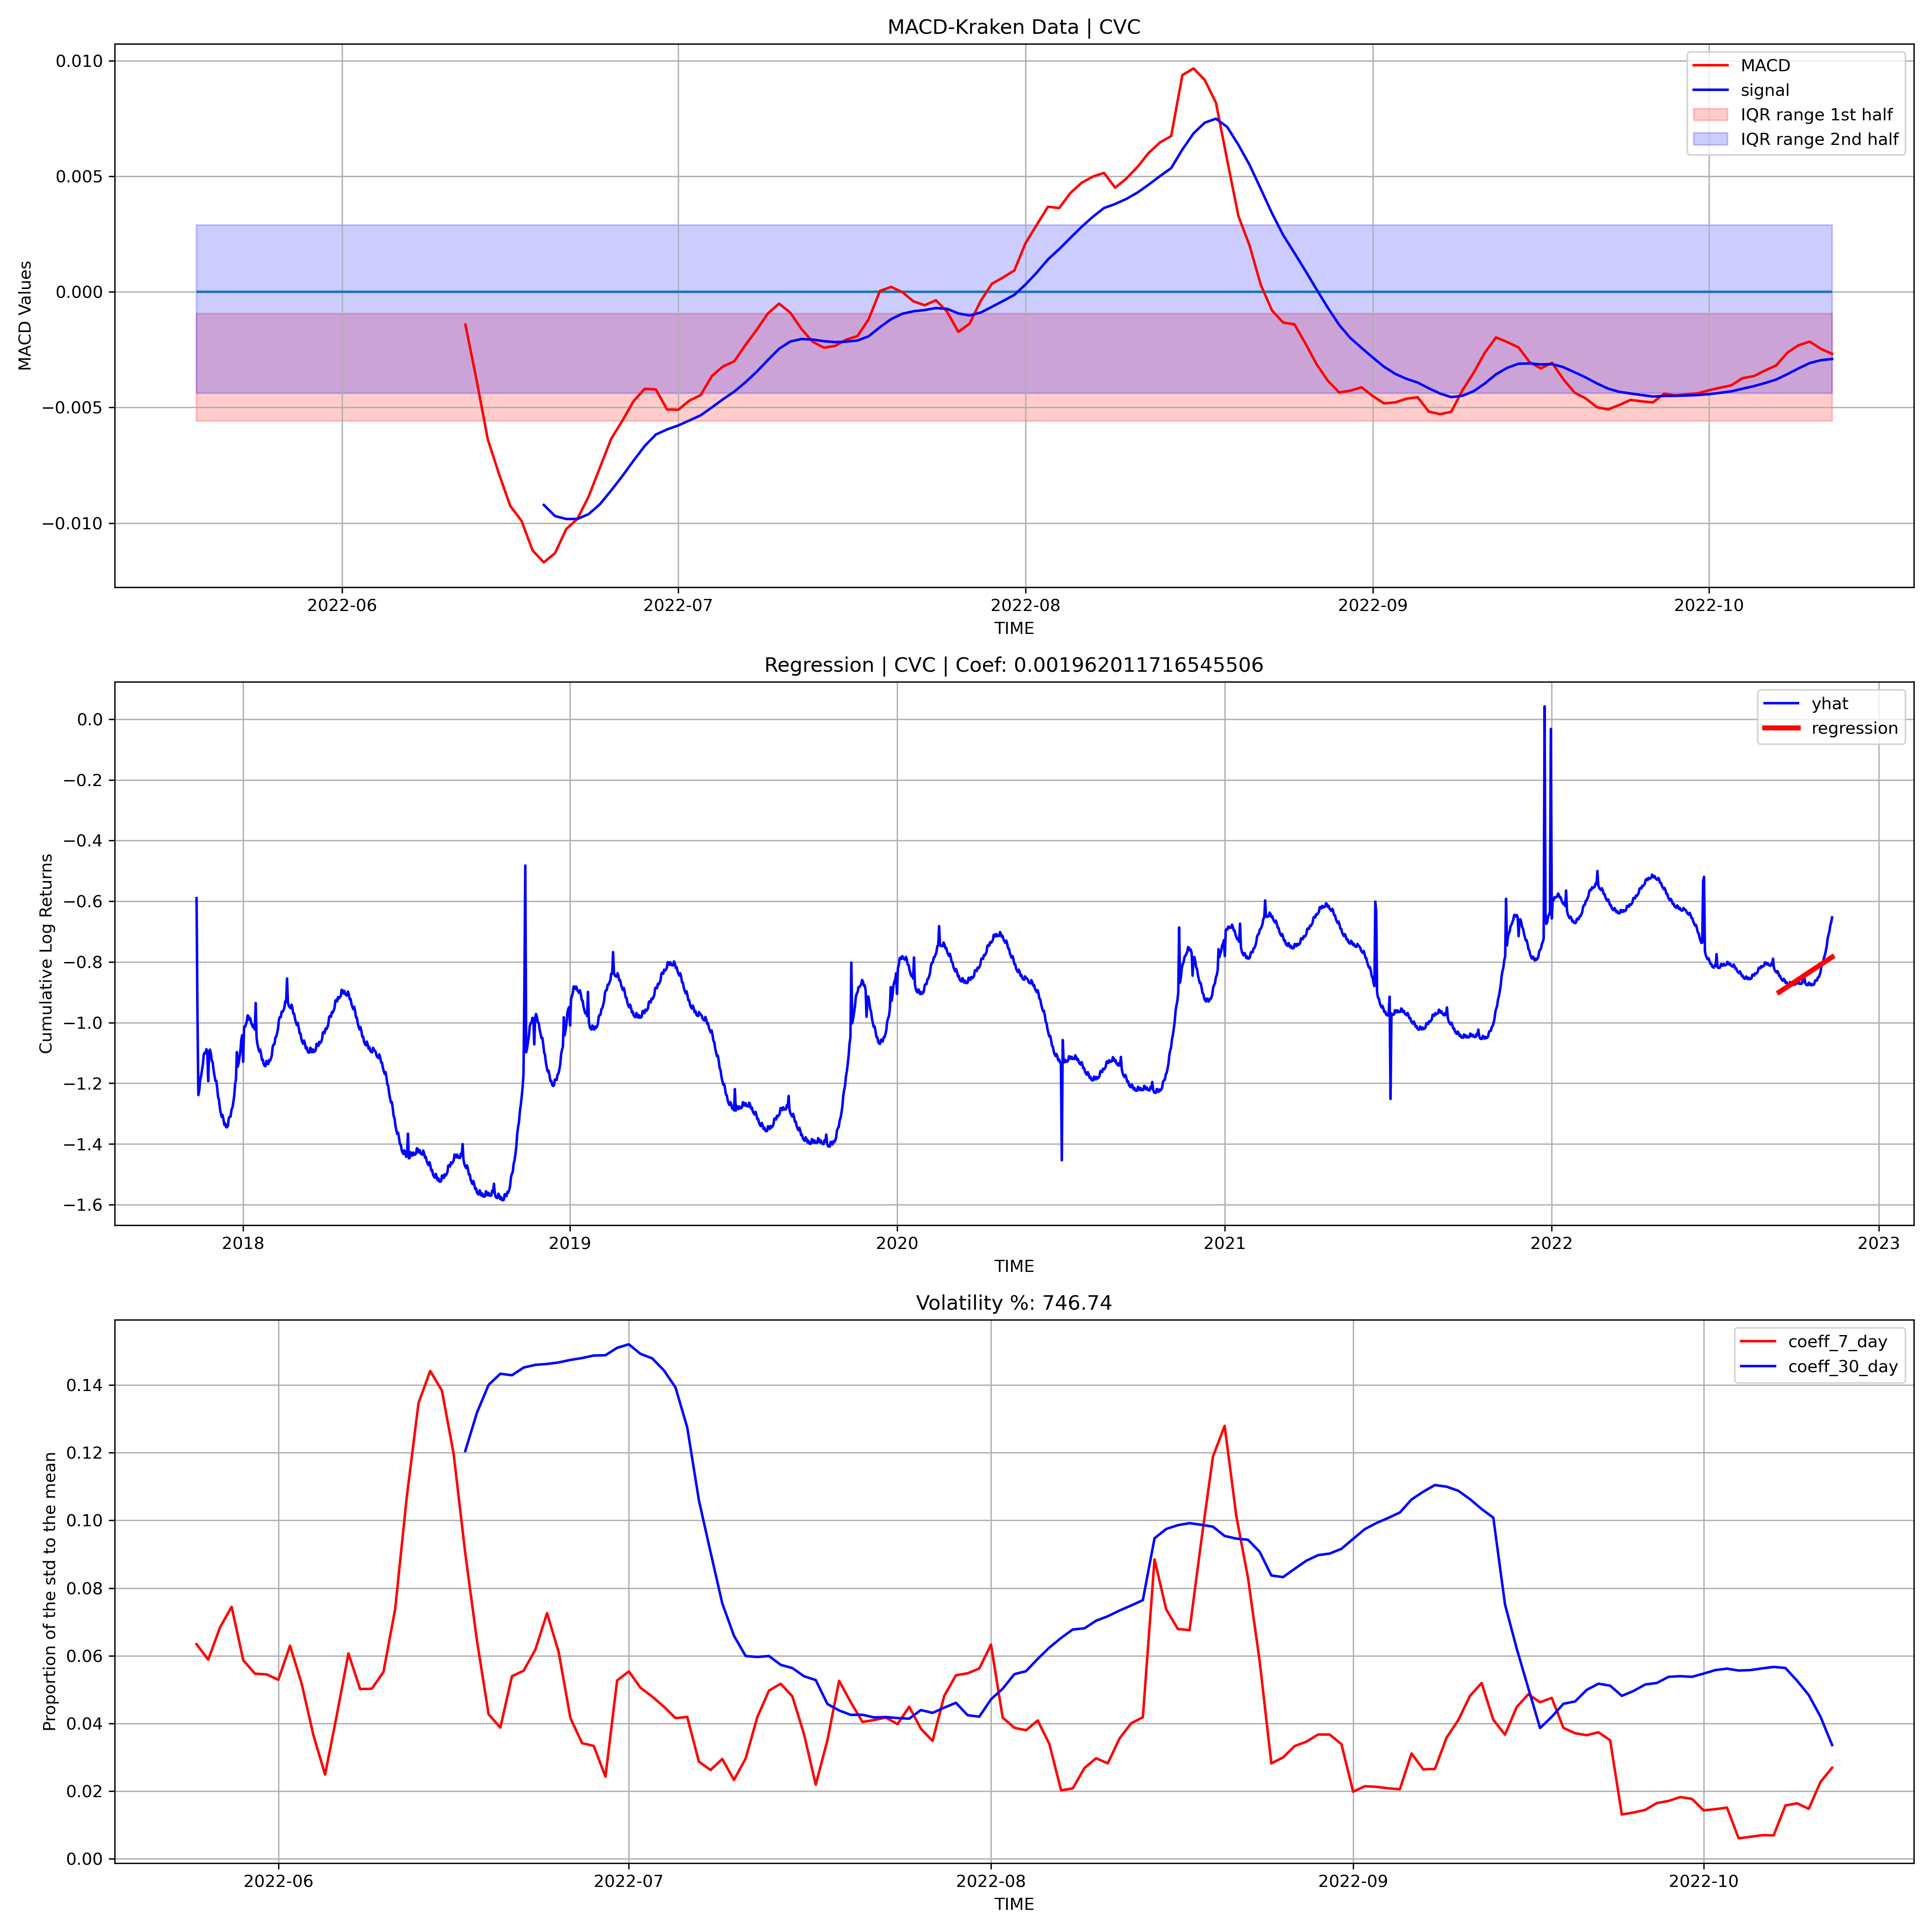 MACD-Kraken Data | CVC
MACD Values
0.010
0.005
0.000
−0.005
−0.010
MACD
signal
IQR range 1st half
IQR range 2nd half
2022-06
2022-07
2022-08
2022-09
2022-10
TIME
Regression | CVC | Coef: 0.001962011716545506
Cumulative Log Returns
0.0
−0.2
−0.4
−0.6
−0.8
−1.0
−1.2
−1.4
−1.6
yhat
regression
2018
2019
2020
2021
2022
2023
TIME
Volatility %: 746.74
Proportion of the std to the mean
0.14
0.12
0.10
0.08
0.06
0.04
0.02
0.00
coeff_7_day
coeff_30_day
2022-06
2022-07
2022-08
2022-09
2022-10
TIME